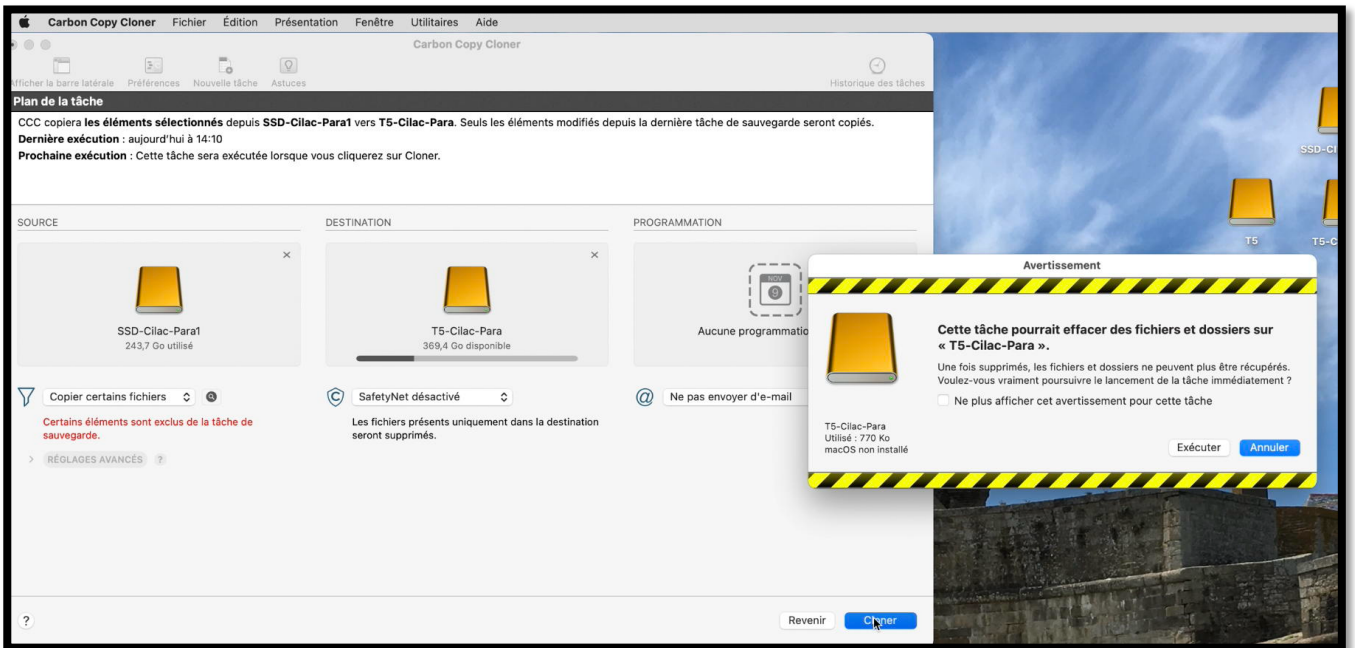 Carbon Copy Cloner Fichier Édition Présentation Fenêtre Utilitaires Aide
Carbon Copy Cloner
Afficher la barre latérale Préférences Nouvelle tâche Astuces Historique des tâches
Plan de la tâche
CCC copiera les éléments sélectionnés depuis SSD-Cilac-Para1 vers T5-Cilac-Para. Seuls les éléments modifiés depuis la dernière tâche de sauvegarde seront copiés.
Dernière exécution : aujourd'hui à 14:10
Prochaine exécution : Cette tâche sera exécutée lorsque vous cliquerez sur Cloner.
SSD-Cl
SOURCE DESTINATION PROGRAMMATION
T5 T5-C
NOV
9
SSD-Cilac-Para1
243,7 Go utilisé
T5-Cilac-Para
369,4 Go disponible
Aucune programmatio
Copier certains fichiers
Certains éléments sont exclus de la tâche de
sauvegarde.
RÉGLAGES AVANCÉS ?
SafetyNet désactivé
Les fichiers présents uniquement dans la destination
seront supprimés.
@ Ne pas envoyer d'e-mail
Avertissement
Cette tâche pourrait effacer des fichiers et dossiers sur
« T5-Cilac-Para ».
Une fois supprimés, les fichiers et dossiers ne peuvent plus être récupérés.
Voulez-vous vraiment poursuivre le lancement de la tâche immédiatement ?
Ne plus afficher cet avertissement pour cette tâche
T5-Cilac-Para
Utilisé : 770 Ko
macOS non installé
Exécuter Annuler
? Revenir Cloner